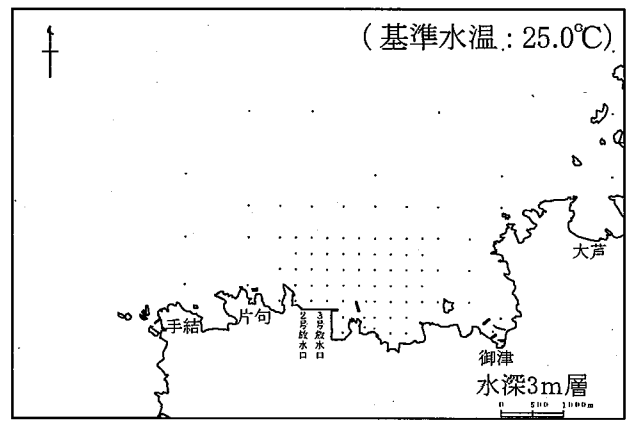 (基準水温:25.0℃)
大芦
手結
片句
2号放水口
3号放水口
御津
水深3m層
0 500 1000m